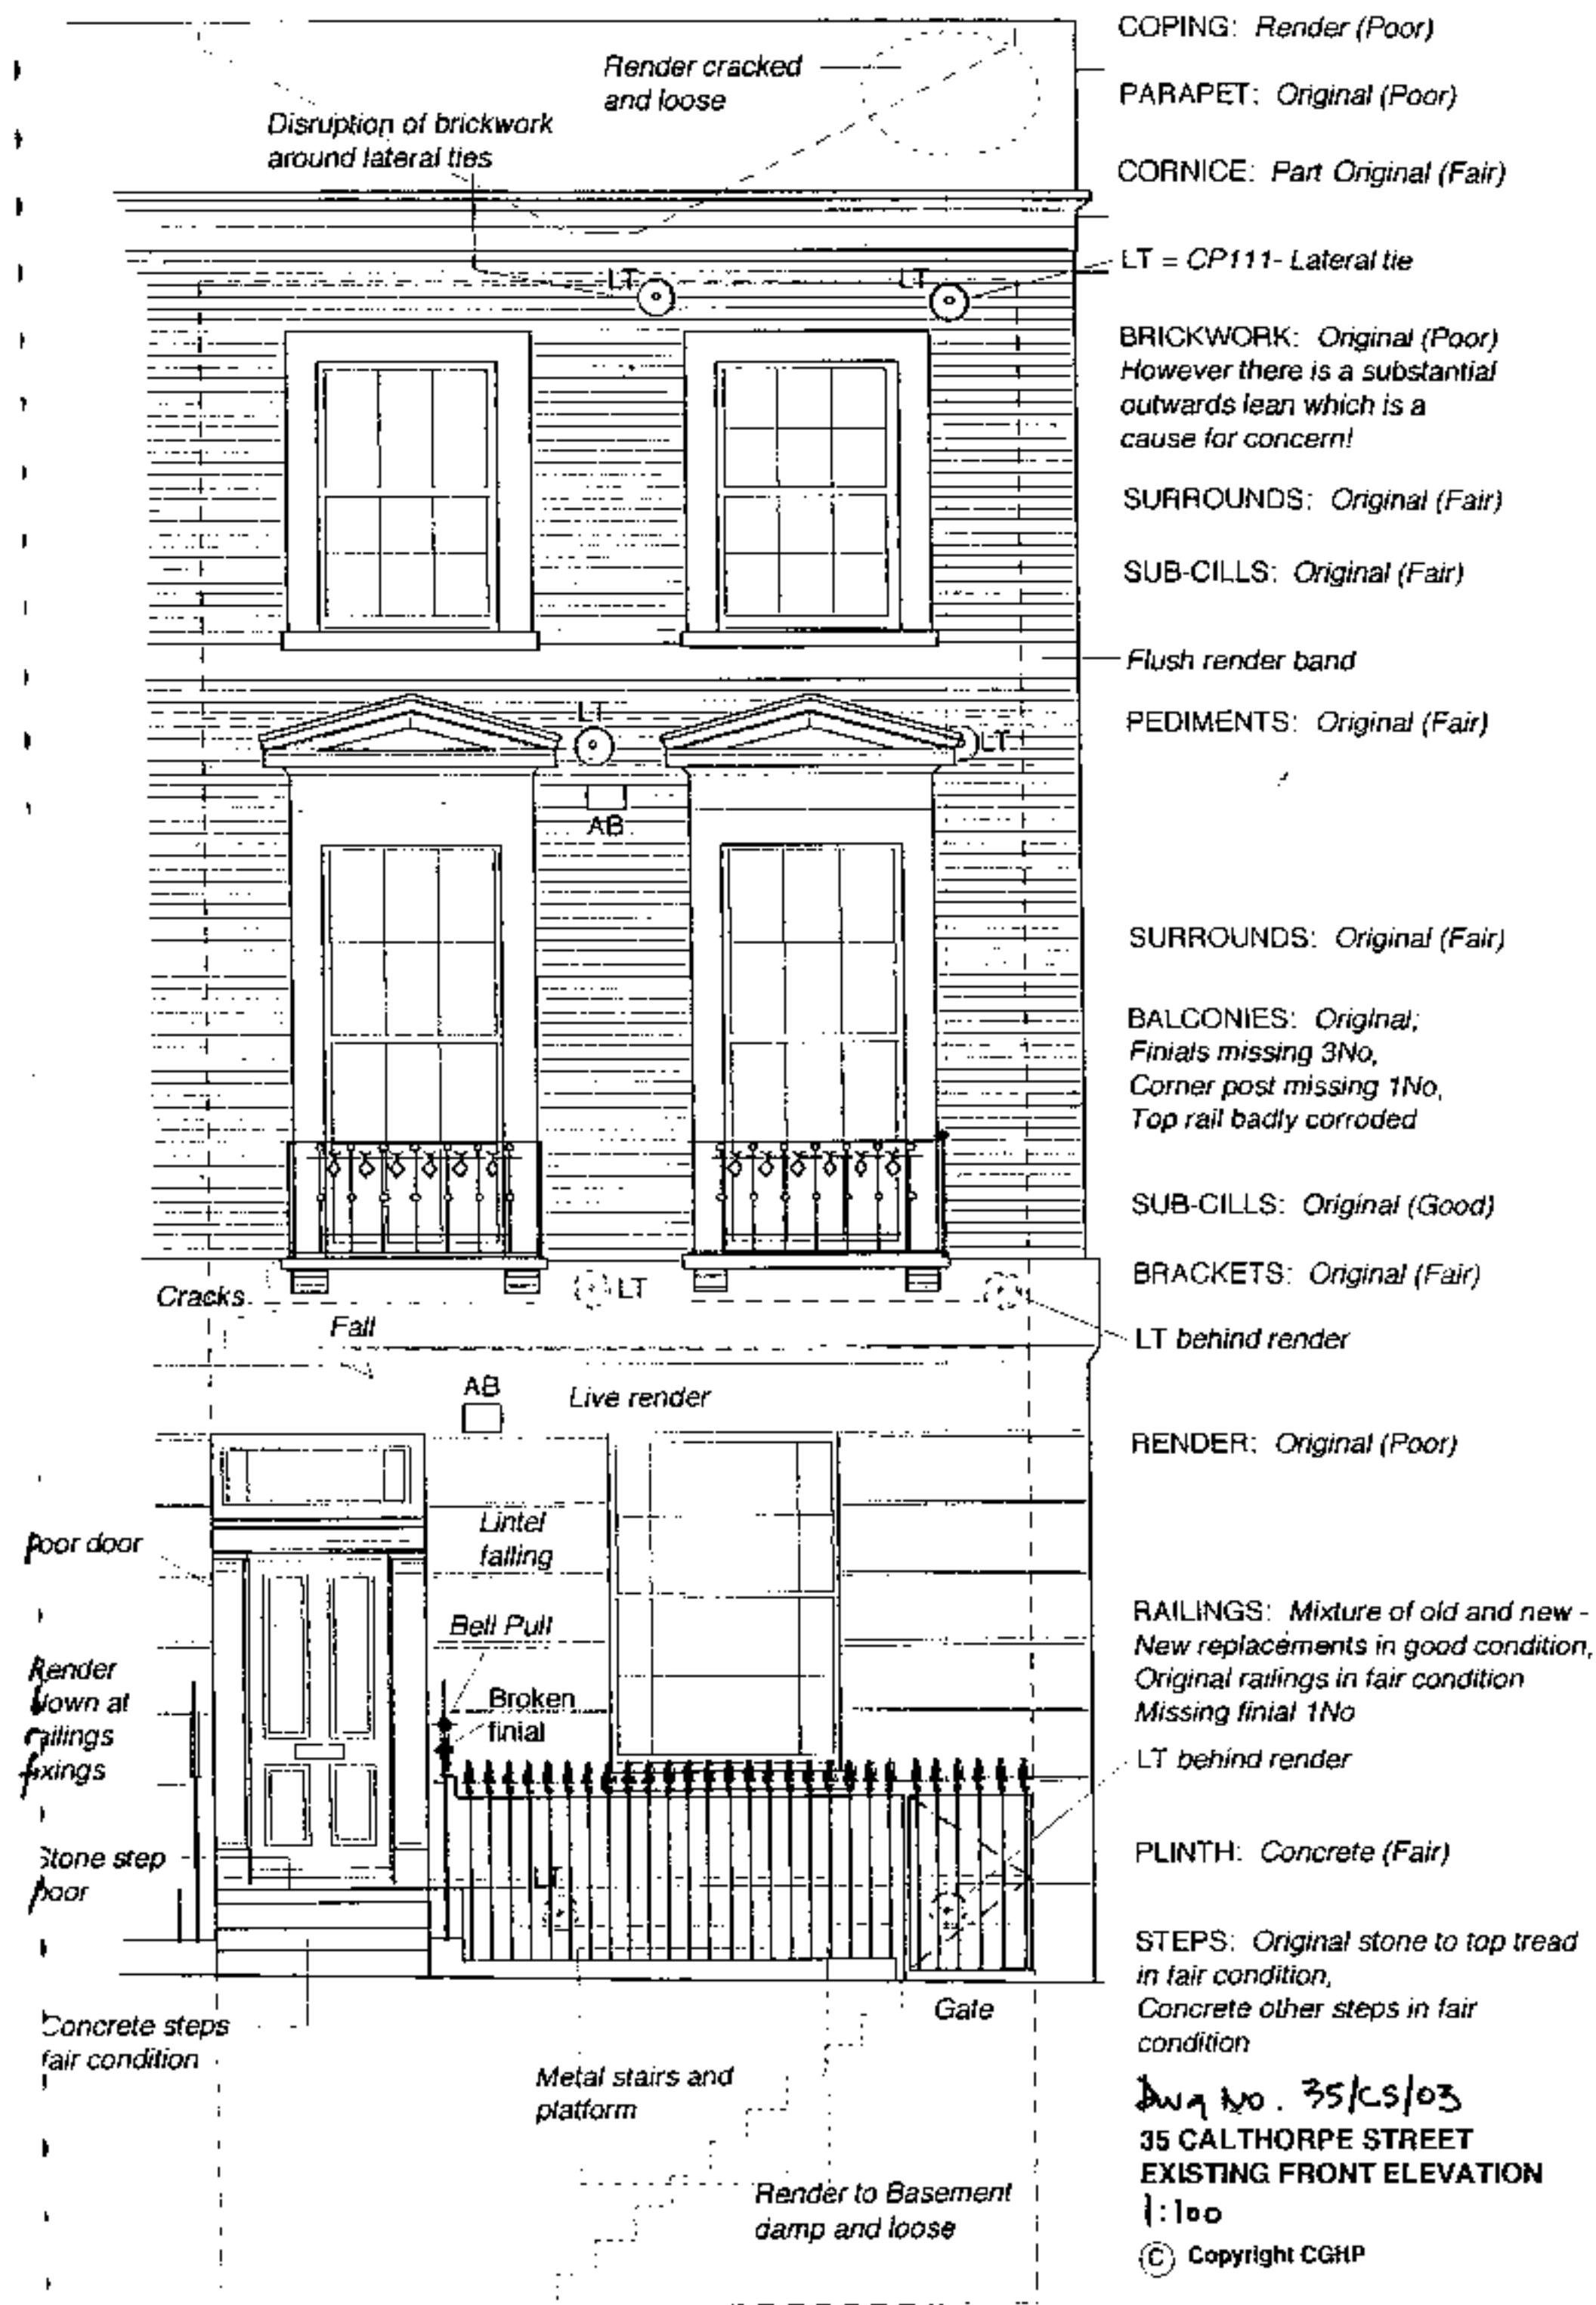 COPING: Render (Poor)
Render cracked
and loose
PARAPET: Original (Poor)
Disruption of brickwork
around lateral ties
CORNICE: Part Original (Fair)
LT = CP111- Lateral tie
LT
LT
BRICKWORK: Original (Poor)
However there is a substantial
outwards lean which is a
cause for concern!
SURROUNDS: Original (Fair)
SUB-CILLS: Original (Fair)
Flush render band
PEDIMENTS: Original (Fair)
LT
LT
AB
SURROUNDS: Original (Fair)
BALCONIES: Original;
Finials missing 3No,
Corner post missing 1No,
Top rail badly corroded
SUB-CILLS: Original (Good)
BRACKETS: Original (Fair)
Cracks
LT
Fall
LT behind render
AB
Live render
RENDER: Original (Poor)
Lintel
falling
Poor door
Bell Pull
RAILINGS: Mixture of old and new -
New replacements in good condition,
Original railings in fair condition
Missing finial 1No
Render
blown at
railings
fixings
Broken
finial
LT behind render
Stone step
poor
LT
PLINTH: Concrete (Fair)
STEPS: Original stone to top tread
in fair condition,
Concrete other steps in fair
condition
Gate
Concrete steps
fair condition
Metal stairs and
platform
Render to Basement
damp and loose
Dwg No. 35/CS/03
35 CALTHORPE STREET
EXISTING FRONT ELEVATION
1:100
© Copyright CGHP